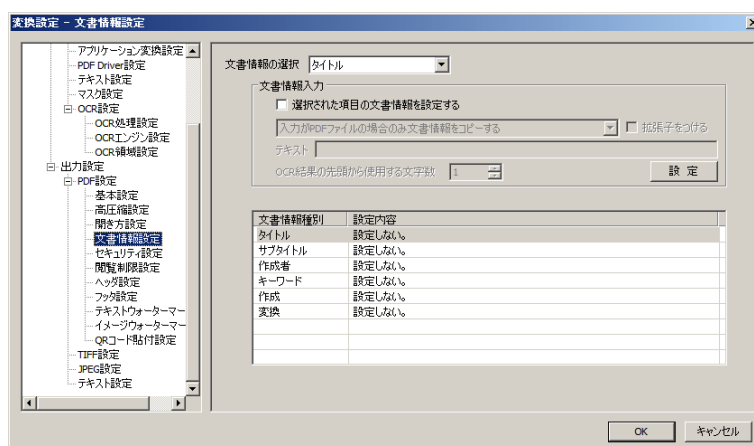 変換設定 - 文書情報設定
アプリケーション変換設定
PDF Driver設定
テキスト設定
マスク設定
OCR設定
OCR処理設定
OCRエンジン設定
OCR領域設定
出力設定
PDF設定
基本設定
高圧縮設定
開き方設定
文書情報設定
セキュリティ設定
閲覧制限設定
ヘッダ設定
フッタ設定
テキストウォーターマー
イメージウォーターマー
QRコード貼付設定
TIFF設定
JPEG設定
テキスト設定
文書情報の選択 タイトル
文書情報入力
選択された項目の文書情報を設定する
入力がPDFファイルの場合のみ文書情報をコピーする 拡張子をつける
テキスト
OCR結果の先頭から使用する文字数 1 設 定
文書情報種別 設定内容
タイトル 設定しない。
サブタイトル 設定しない。
作成者 設定しない。
キーワード 設定しない。
作成 設定しない。
変換 設定しない。
OK キャンセル